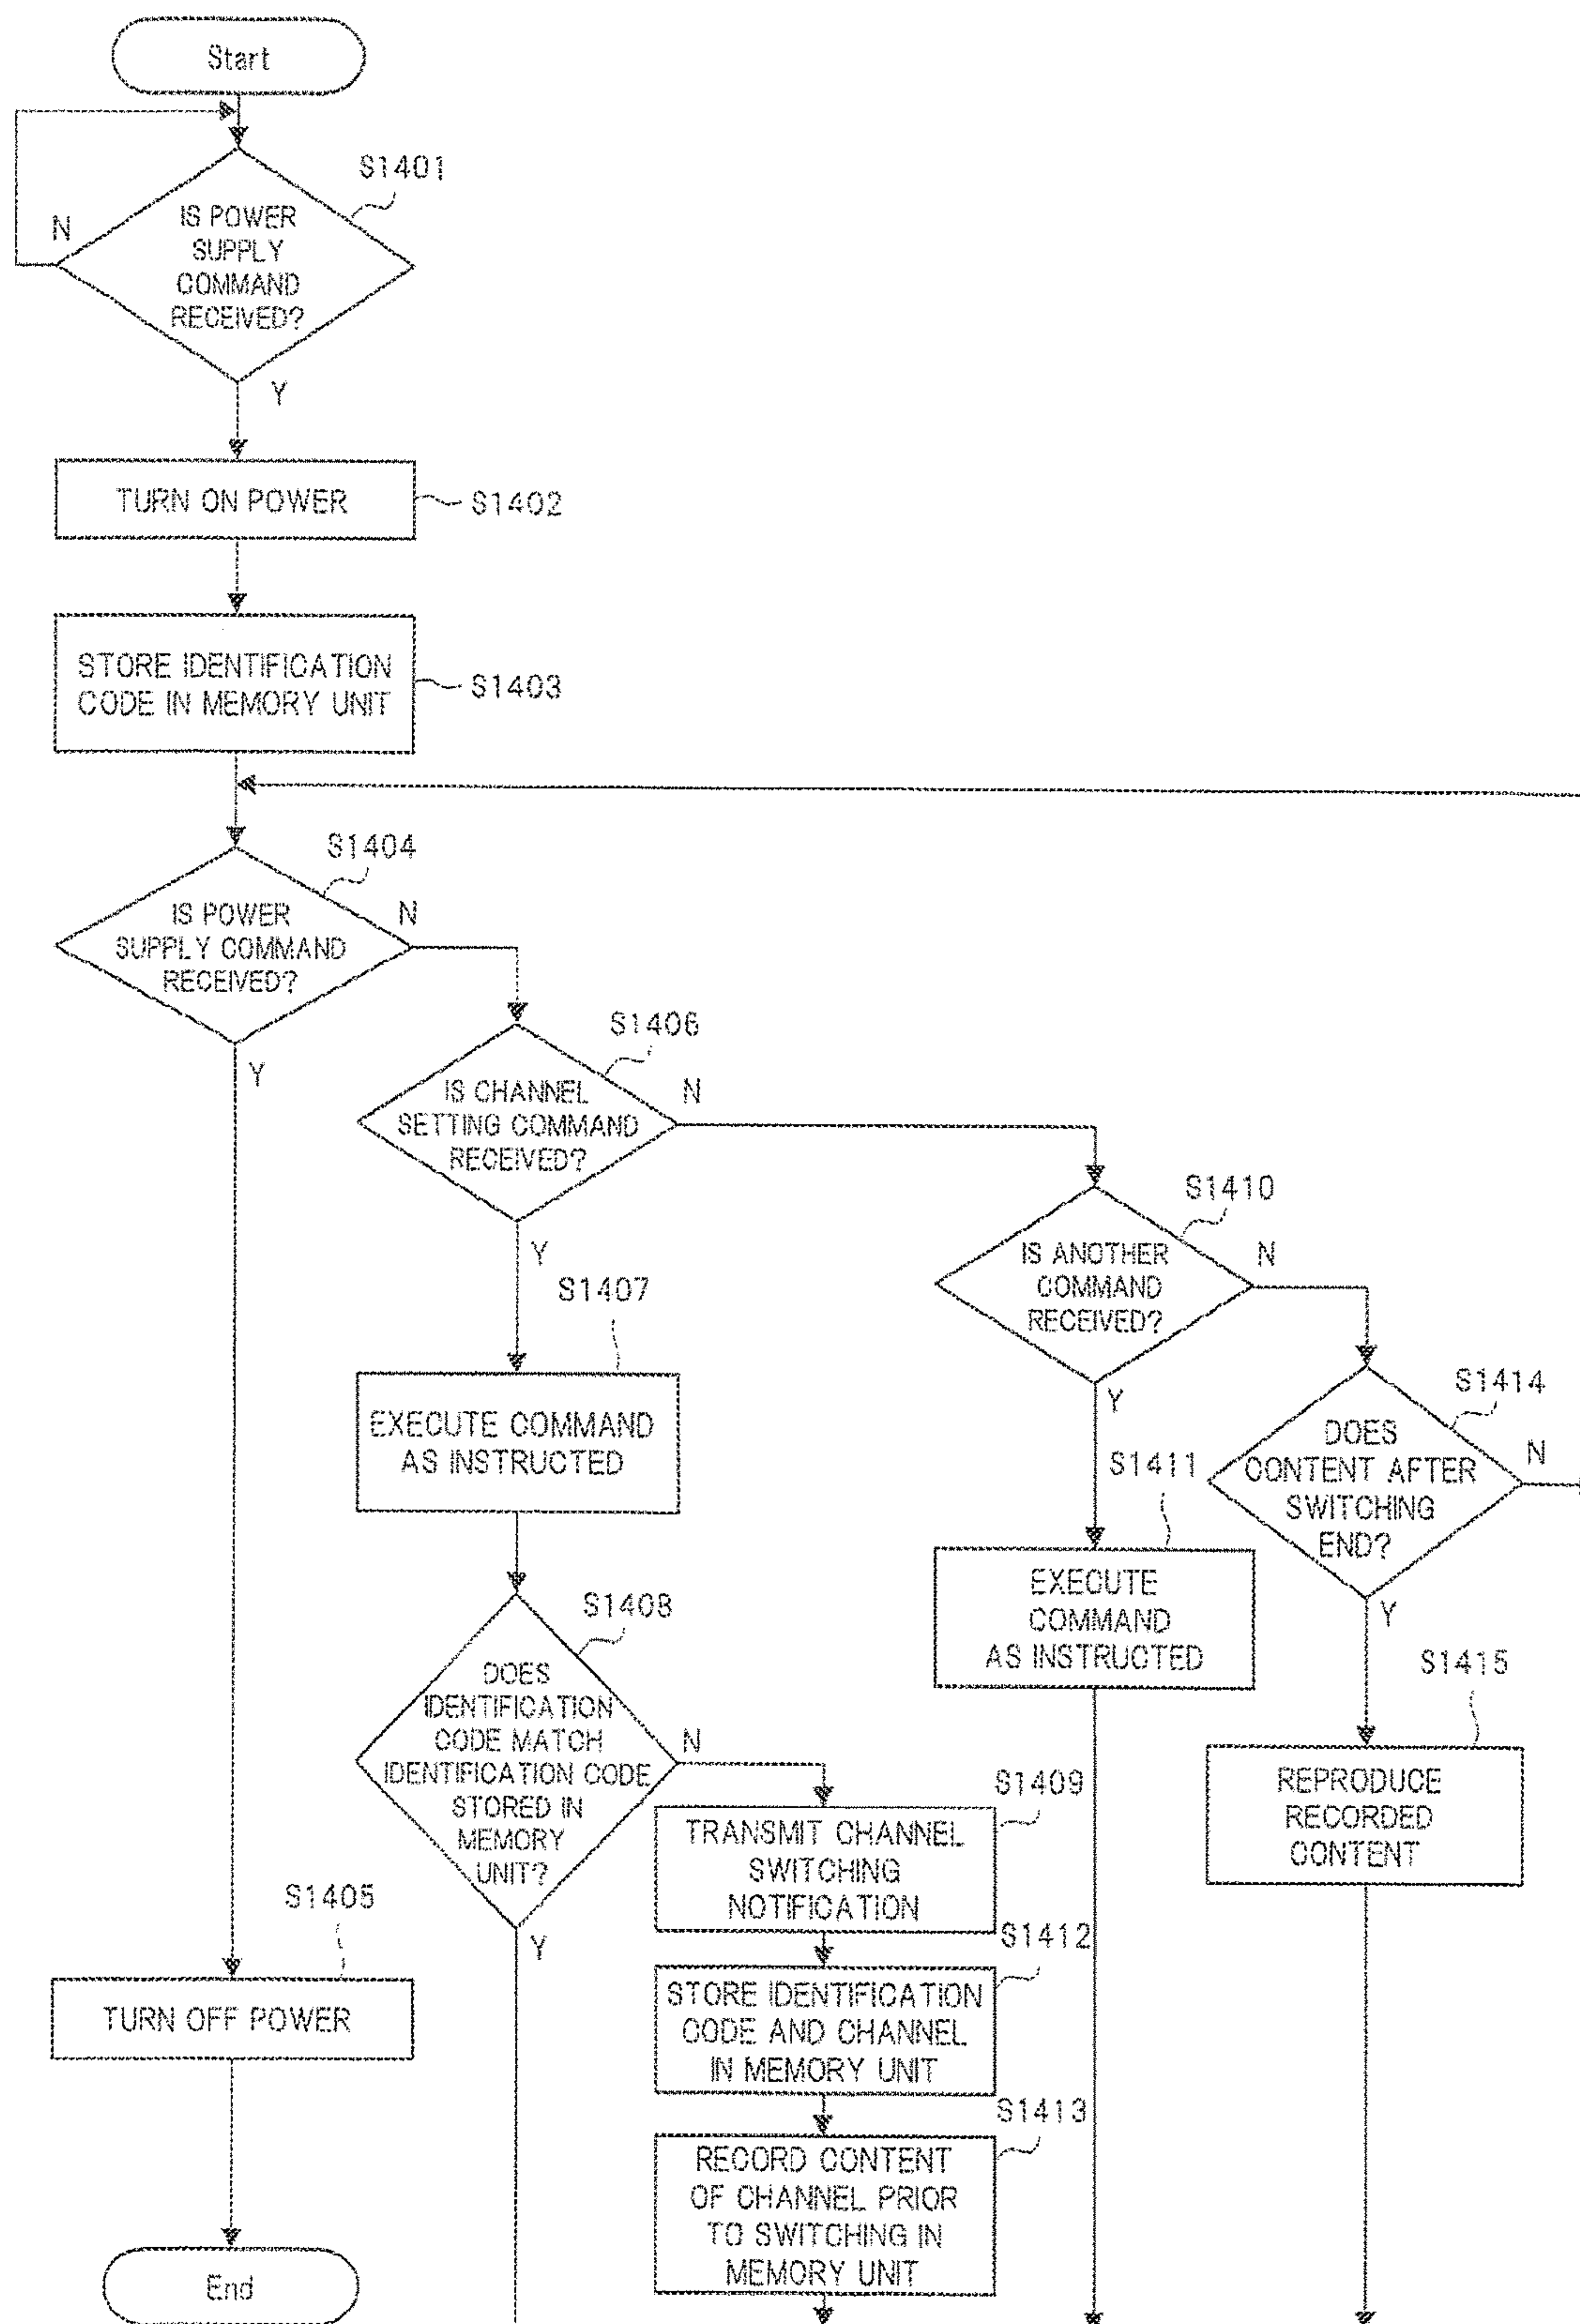 Start
S1401
N
IS POWER
SUPPLY
COMMAND
RECEIVED?
Y
TURN ON POWER
S1402
STORE IDENTIFICATION
CODE IN MEMORY UNIT
S1403
S1404
IS POWER
SUPPLY COMMAND
RECEIVED?
N
Y
S1406
IS CHANNEL
SETTING COMMAND
RECEIVED?
N
Y
S1407
EXECUTE COMMAND
AS INSTRUCTED
S1410
IS ANOTHER
COMMAND
RECEIVED?
N
Y
S1411
EXECUTE
COMMAND
AS INSTRUCTED
S1414
DOES
CONTENT AFTER
SWITCHING
END?
N
Y
S1415
REPRODUCE
RECORDED
CONTENT
S1408
DOES
IDENTIFICATION
CODE MATCH
IDENTIFICATION CODE
STORED IN
MEMORY
UNIT?
N
Y
S1409
TRANSMIT CHANNEL
SWITCHING
NOTIFICATION
S1412
STORE IDENTIFICATION
CODE AND CHANNEL
IN MEMORY UNIT
S1413
RECORD CONTENT
OF CHANNEL PRIOR
TO SWITCHING IN
MEMORY UNIT
S1405
TURN OFF POWER
End